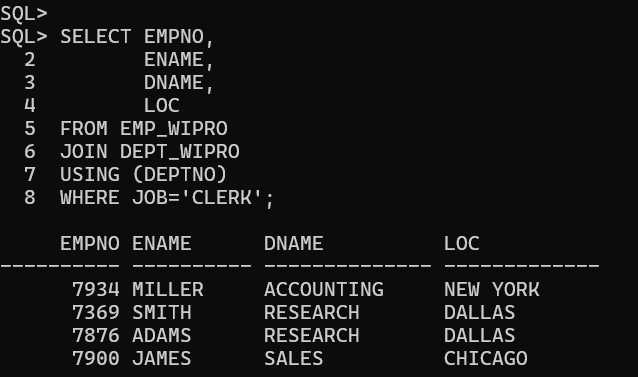 SQL>
SQL> SELECT EMPNO,
  2         ENAME,
  3         DNAME,
  4         LOC
  5  FROM EMP_WIPRO
  6  JOIN DEPT_WIPRO
  7  USING (DEPTNO)
  8  WHERE JOB='CLERK';

     EMPNO ENAME      DNAME          LOC
---------- ---------- -------------- -------------
      7934 MILLER     ACCOUNTING     NEW YORK
      7369 SMITH      RESEARCH       DALLAS
      7876 ADAMS      RESEARCH       DALLAS
      7900 JAMES      SALES          CHICAGO